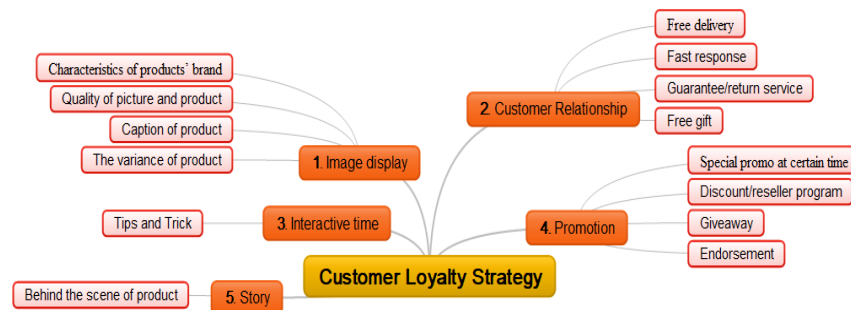 Characteristics of products' brand
Quality of picture and product
Caption of product
The variance of product
1. Image display
Free delivery
Fast response
Guarantee/return service
Free gift
2. Customer Relationship
Tips and Trick
3. Interactive time
Special promo at certain time
Discount/reseller program
Giveaway
Endorsement
4. Promotion
Behind the scene of product
5. Story
Customer Loyalty Strategy